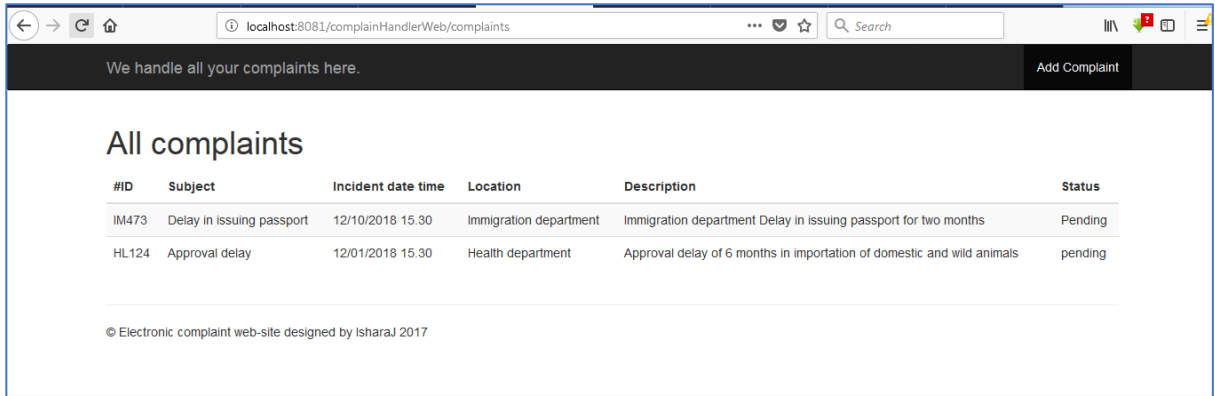 localhost:8081/complainHandlerWeb/complaints
Search
We handle all your complaints here.
Add Complaint
All complaints
#ID Subject Incident date time Location Description Status
IM473 Delay in issuing passport 12/10/2018 15.30 Immigration department Immigration department Delay in issuing passport for two months Pending
HL124 Approval delay 12/01/2018 15.30 Health department Approval delay of 6 months in importation of domestic and wild animals pending
© Electronic complaint web-site designed by IsharaJ 2017